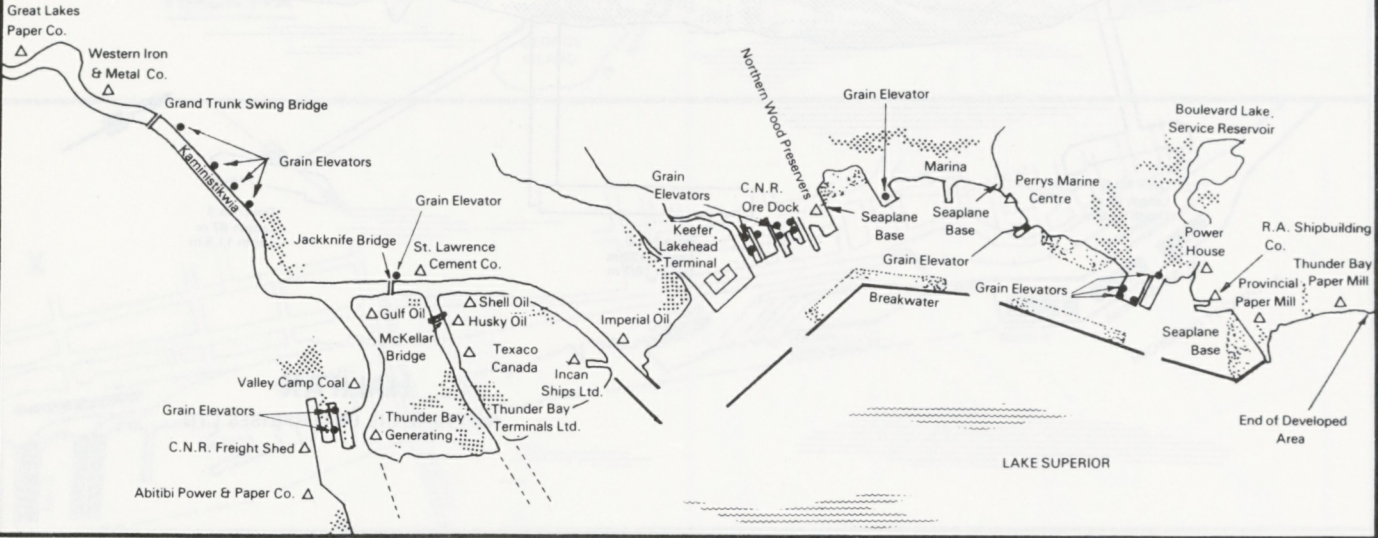 Great Lakes
Paper Co.
Western Iron
& Metal Co.
Grand Trunk Swing Bridge
Kaministikwia
Grain Elevators
Jackknife Bridge
Grain Elevator
St. Lawrence
Cement Co.
Gulf Oil
Shell Oil
Husky Oil
McKellar
Bridge
Texaco
Canada
Incan
Ships Ltd.
Imperial Oil
Valley Camp Coal
Grain Elevators
C.N.R. Freight Shed
Abitibi Power & Paper Co.
Thunder Bay
Generating
Thunder Bay
Terminals Ltd.
Grain
Elevators
Keefer
Lakehead
Terminal
C.N.R.
Ore Dock
Northern Wood Preservers
Grain Elevator
Seaplane
Base
Marina
Seaplane
Base
Perrys Marine
Centre
Grain Elevator
Breakwater
Grain Elevators
Boulevard Lake
Service Reservoir
Power
House
R.A. Shipbuilding
Co.
Provincial
Paper Mill
Thunder Bay
Paper Mill
Seaplane
Base
End of Developed
Area
LAKE SUPERIOR